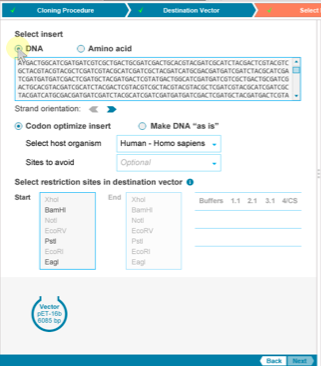 Cloning Procedure
Destination Vector
Select
Select insert
DNA
Amino acid
Strand orientation:
Codon optimize insert
Make DNA “as is”
Select host organism
Human - Homo sapiens
Sites to avoid
Optional
Select restriction sites in destination vector
Start
End
Buffers 1.1 2.1 3.1 4/CS
XhoI XhoI
BamHI BamHI
NotI NotI
EcoRV EcoRV
PstI PstI
EcoRI EcoRI
EagI EagI
Vector
pET-16b
6085 bp
Back
Next